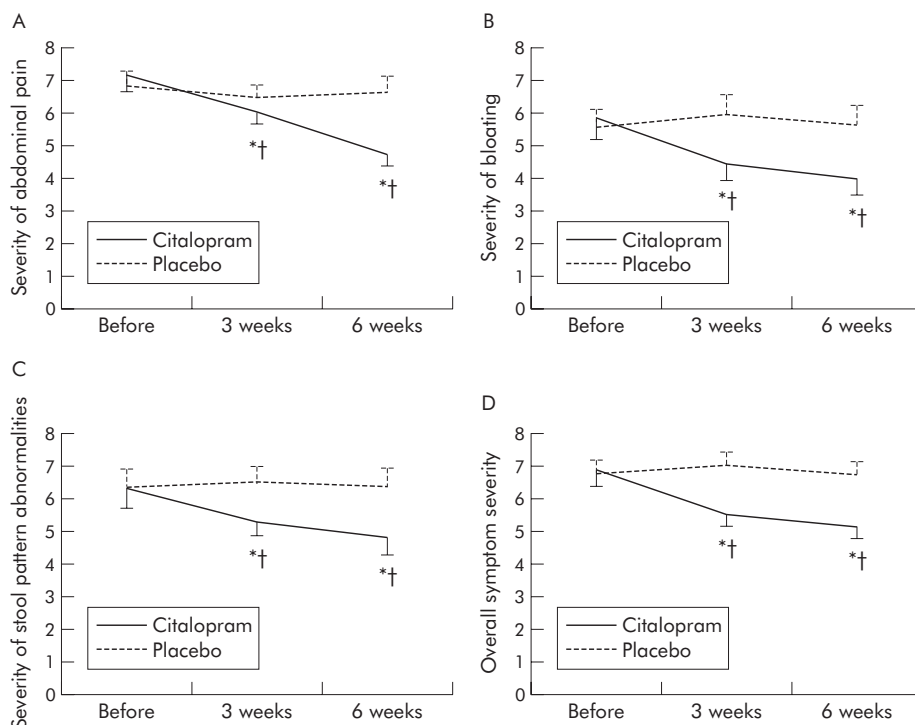 A
Severity of abdominal pain
8
7
6
5
4
3
2
1
0
*†
*†
Citalopram
Placebo
Before 3 weeks 6 weeks
B
Severity of bloating
8
7
6
5
4
3
2
1
0
*†
*†
Citalopram
Placebo
Before 3 weeks 6 weeks
C
Severity of stool pattern abnormalities
8
7
6
5
4
3
2
1
0
*†
*†
Citalopram
Placebo
Before 3 weeks 6 weeks
D
Overall symptom severity
8
7
6
5
4
3
2
1
0
*†
*†
Citalopram
Placebo
Before 3 weeks 6 weeks